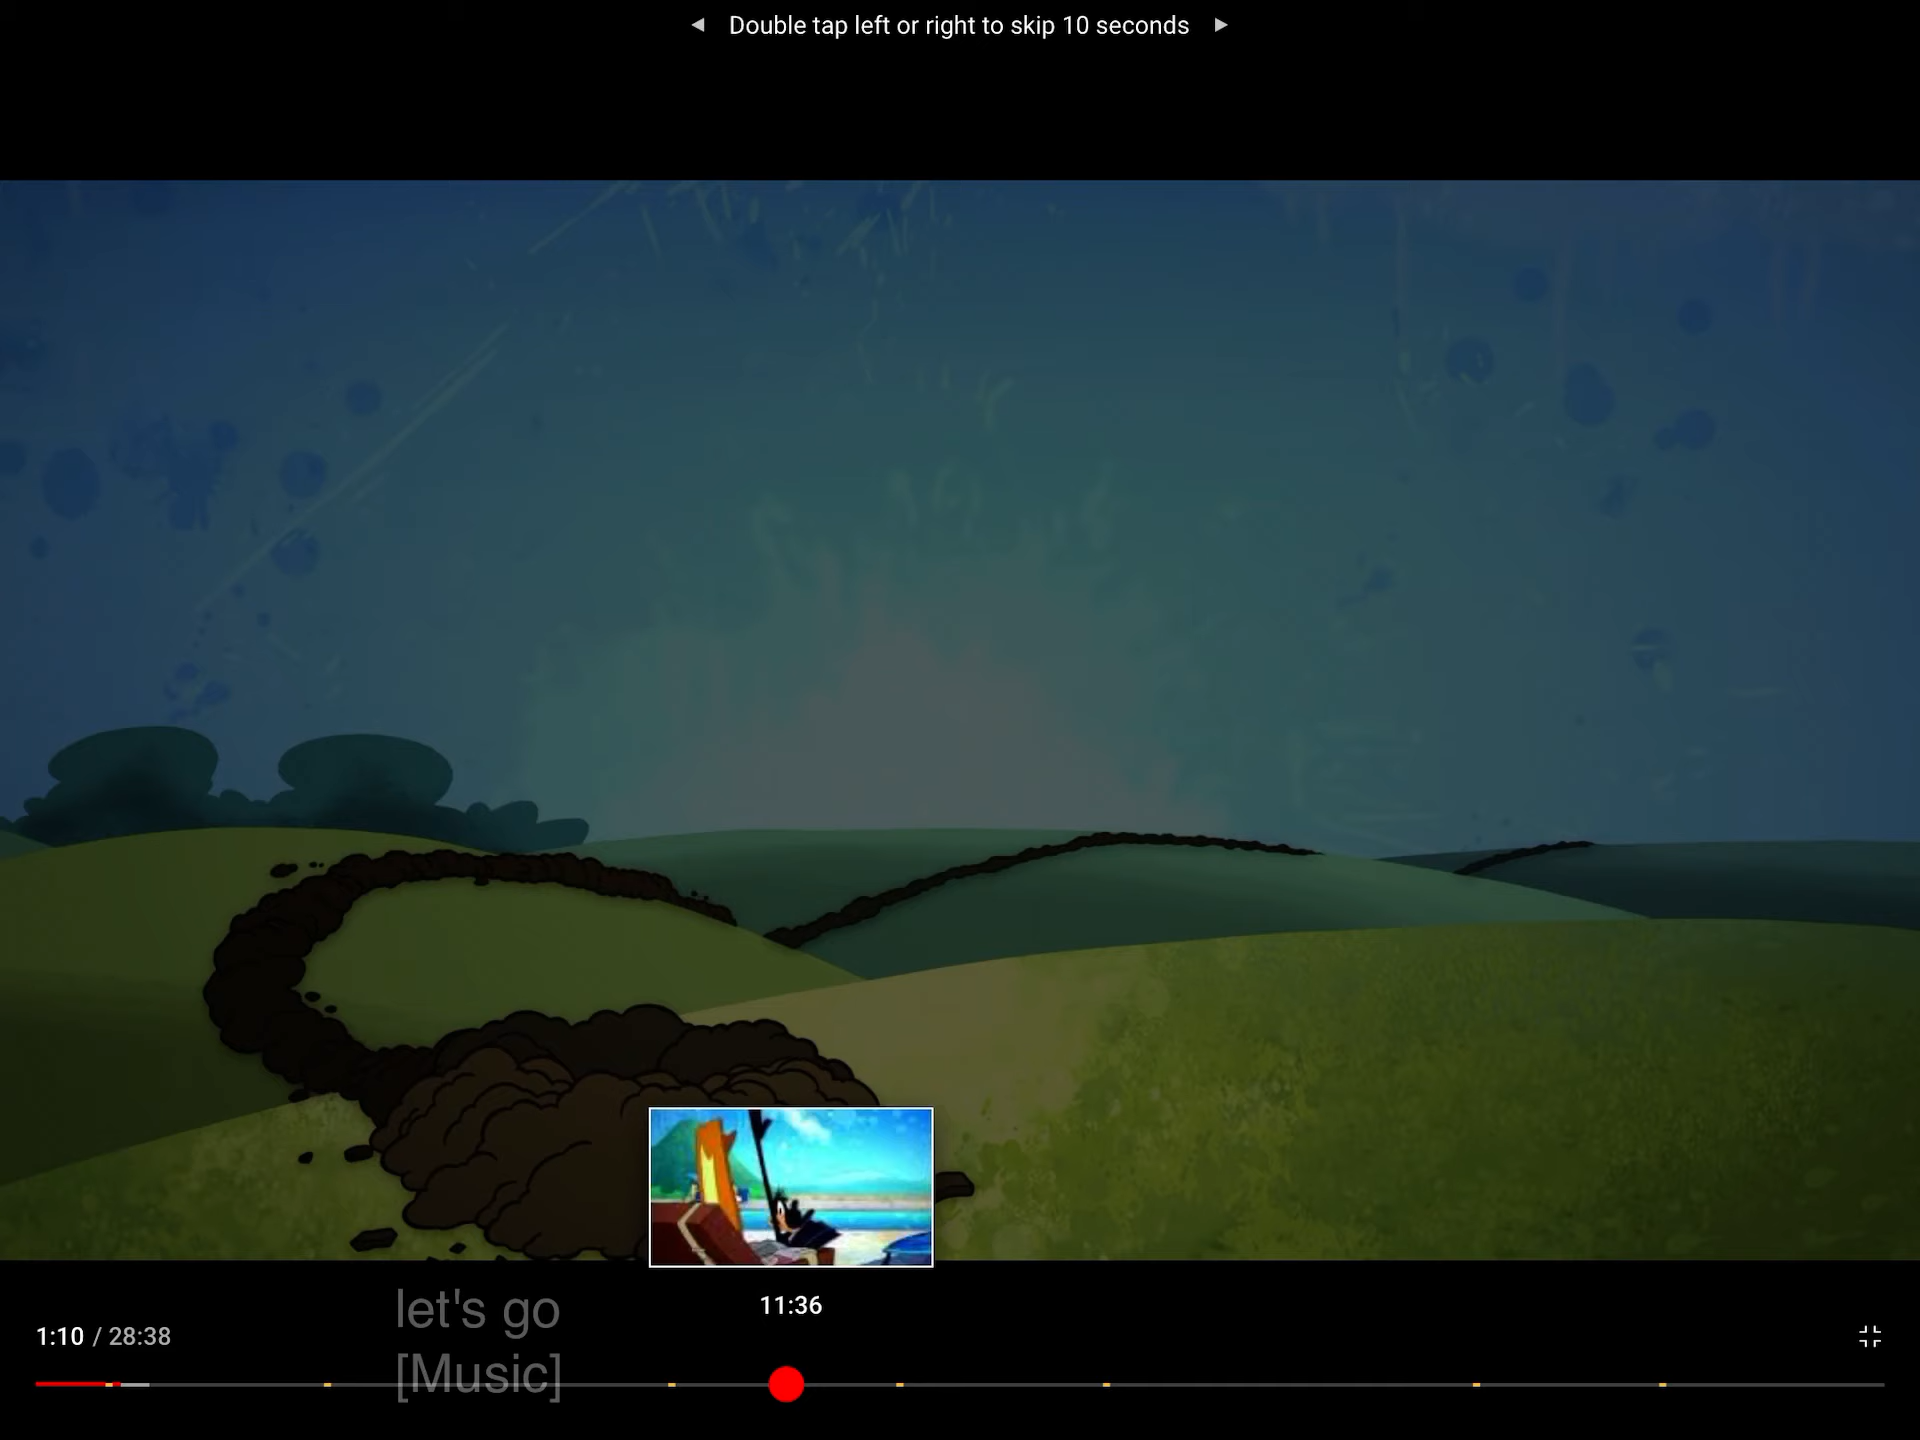 Double tap left or right to skip 10 seconds
11:36
let's go
1:10 / 28:38
[Music]